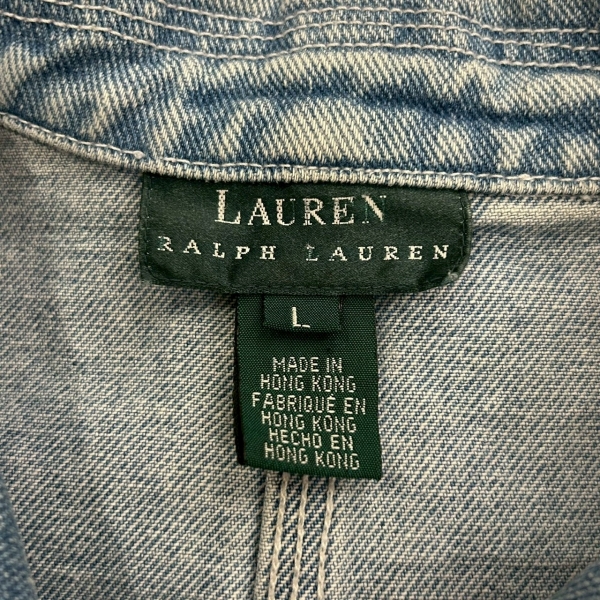 LAUREN
RALPH LAUREN
L
MADE IN
HONG KONG
FABRIQUÉ EN
HONG KONG
HECHO EN
HONG KONG